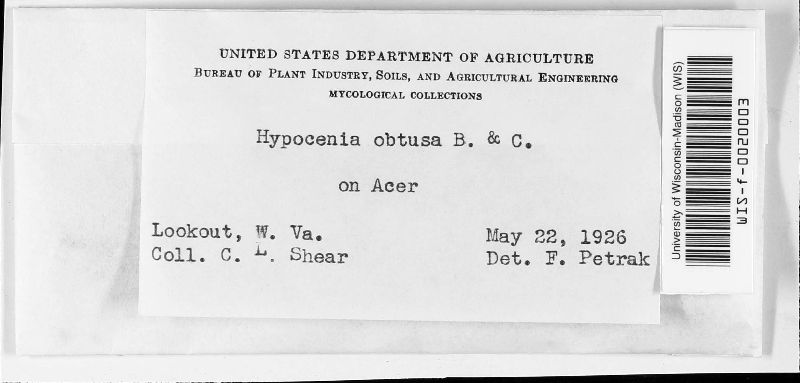 UNITED STATES DEPARTMENT OF AGRICULTURE
BUREAU OF PLANT INDUSTRY, SOILS, AND AGRICULTURAL ENGINEERING
MYCOLOGICAL COLLECTIONS
Hypocenia obtusa B. & C.
on Acer
Lookout, W. Va.
May 22, 1926
Coll. C. L. Shear
Det. F. Petrak
University of Wisconsin-Madison (WIS)
WIS-f-00020003